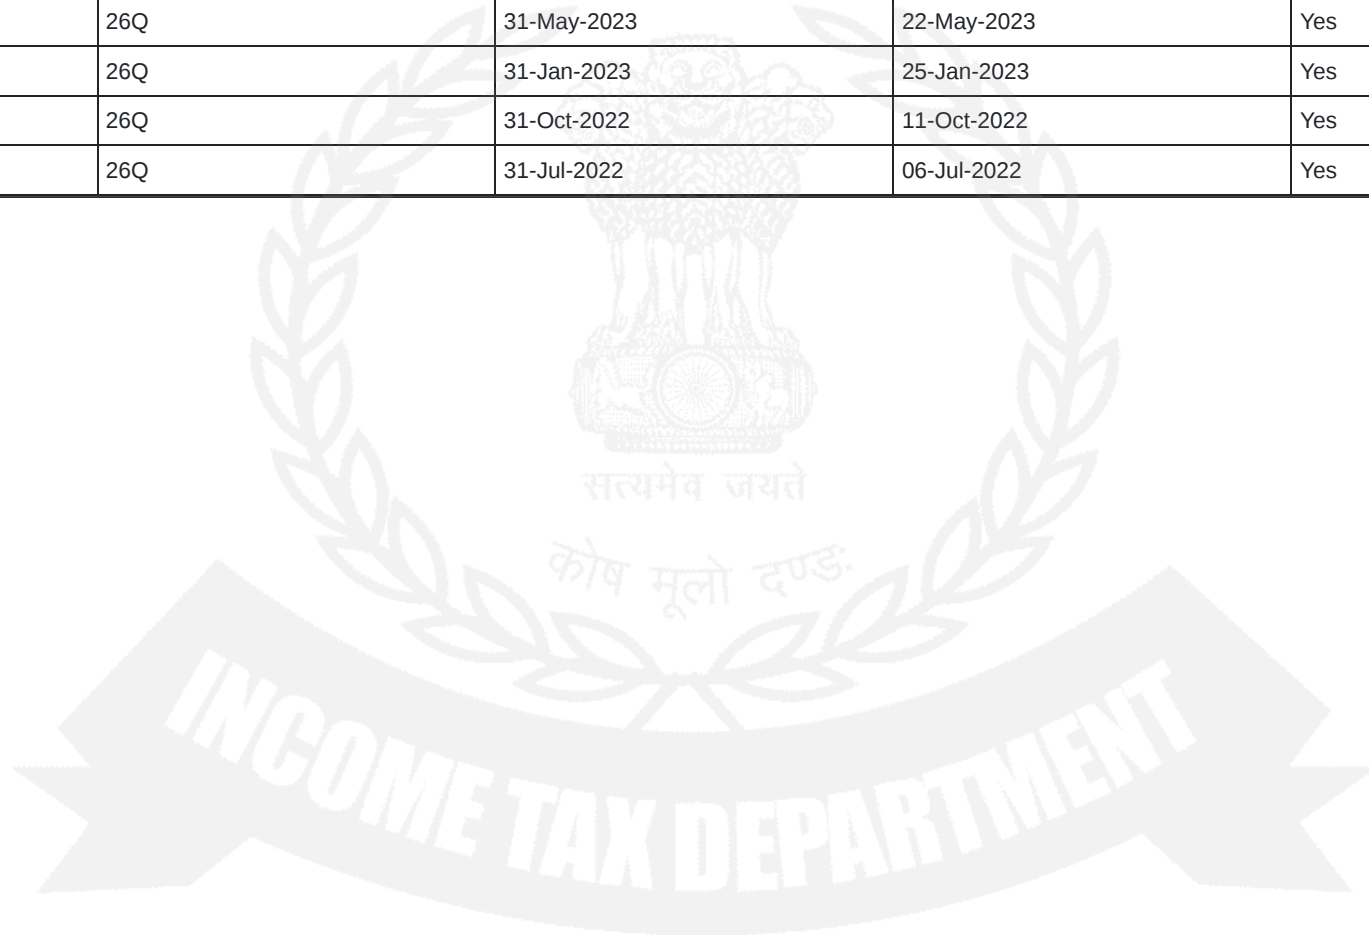 26Q 31-May-2023 22-May-2023 Yes
26Q 31-Jan-2023 25-Jan-2023 Yes
26Q 31-Oct-2022 11-Oct-2022 Yes
26Q 31-Jul-2022 06-Jul-2022 Yes
सत्यमेव जयते
कोष मूलो दण्डः
INCOME TAX DEPARTMENT